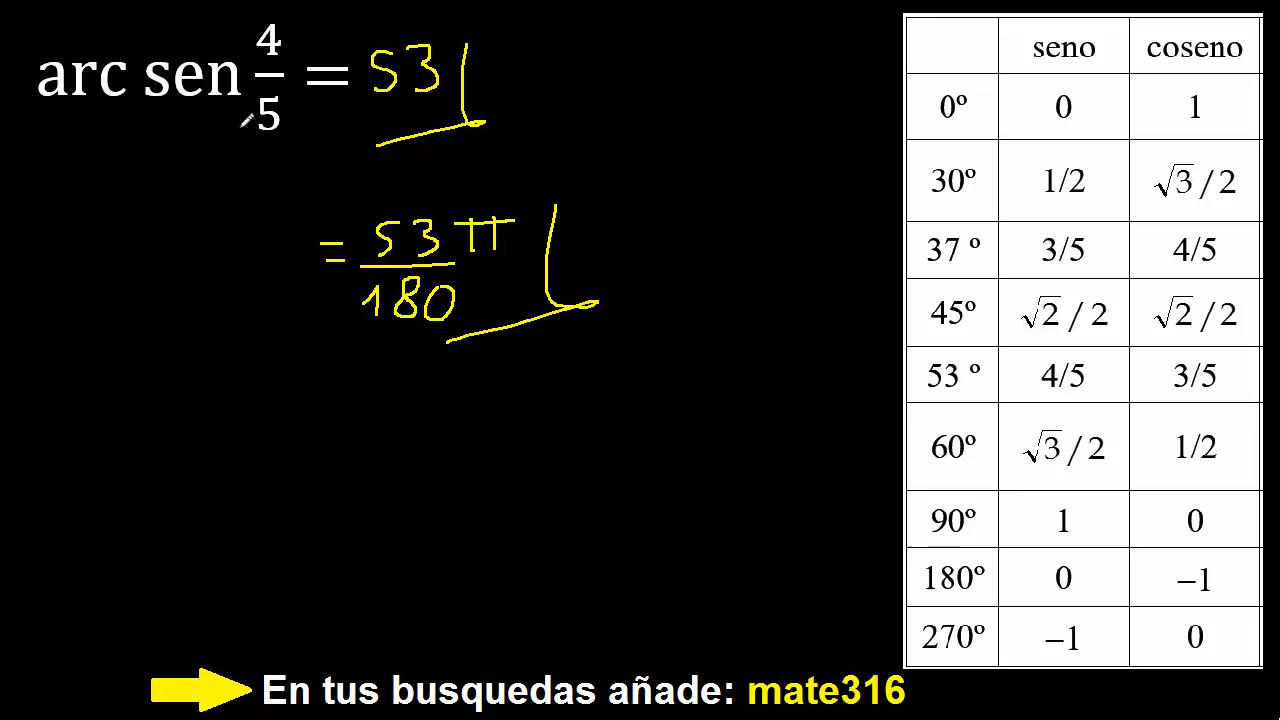 arc sen 4/5 = 53
= 53π/180
seno coseno
0º 0 1
30º 1/2 √3/2
37 º 3/5 4/5
45º √2/2 √2/2
53 º 4/5 3/5
60º √3/2 1/2
90º 1 0
180º 0 −1
270º −1 0
En tus busquedas añade: mate316